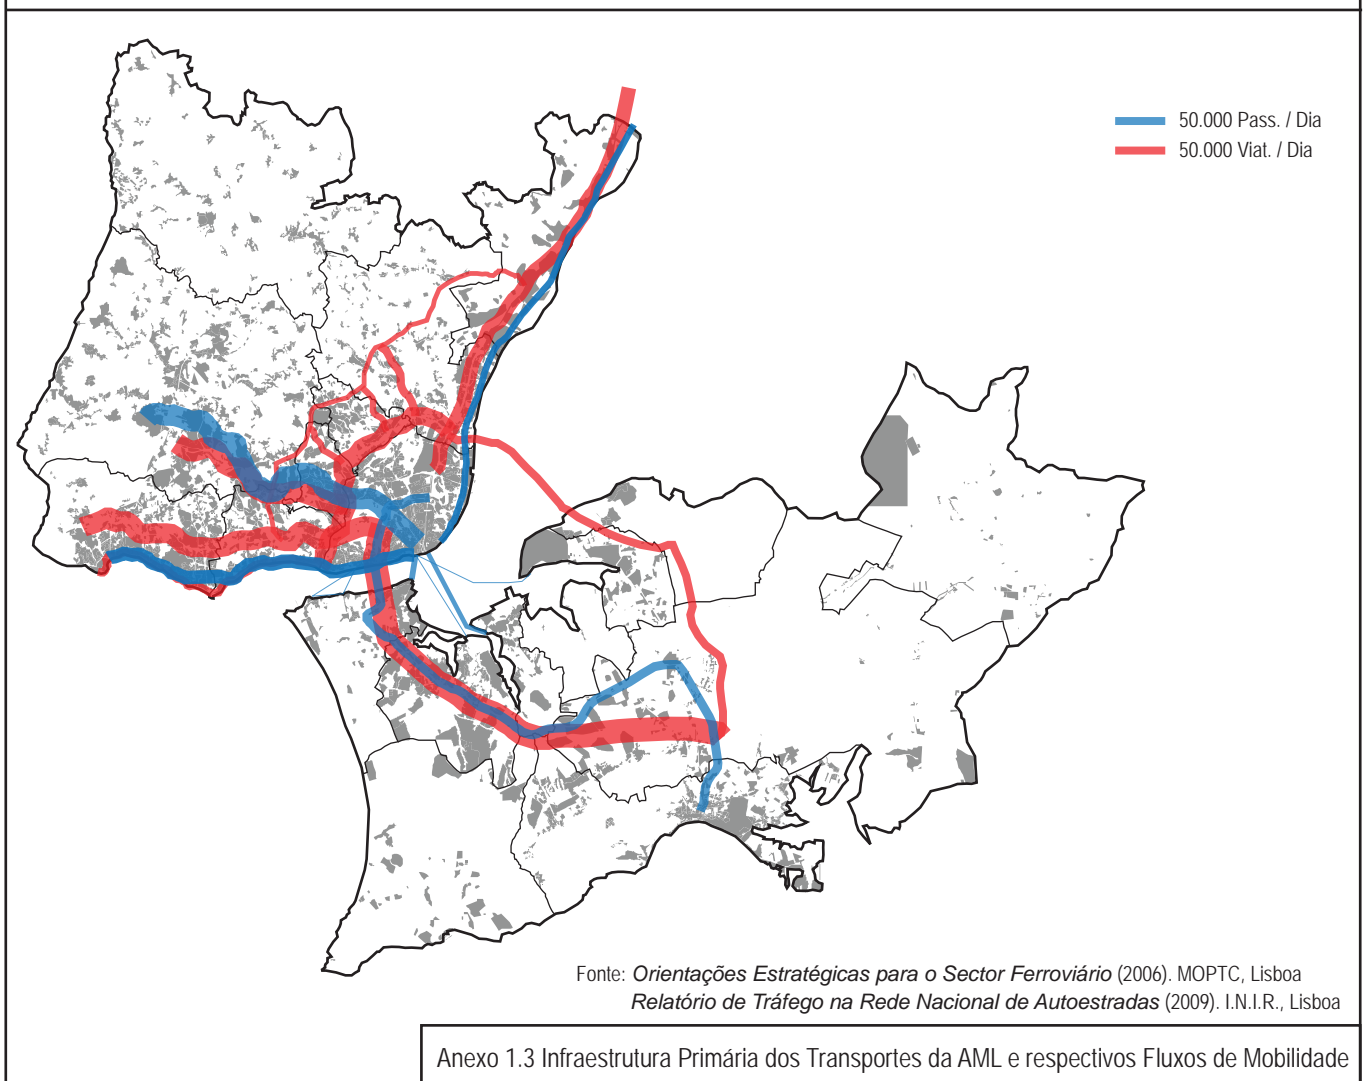 50.000 Pass. / Dia
50.000 Viat. / Dia
Fonte: Orientações Estratégicas para o Sector Ferroviário (2006). MOPTC, Lisboa
Relatório de Tráfego na Rede Nacional de Autoestradas (2009). I.N.I.R., Lisboa
Anexo 1.3 Infraestrutura Primária dos Transportes da AML e respectivos Fluxos de Mobilidade